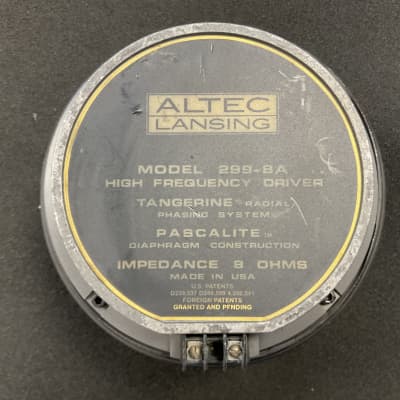 ALTEC
LANSING
MODEL 299-8A
HIGH FREQUENCY DRIVER
TANGERINE® RADIAL
PHASING SYSTEM
PASCALITE™
DIAPHRAGM CONSTRUCTION
IMPEDANCE 8 OHMS
MADE IN USA
U.S. PATENTS
FOREIGN PATENTS
GRANTED AND PENDING